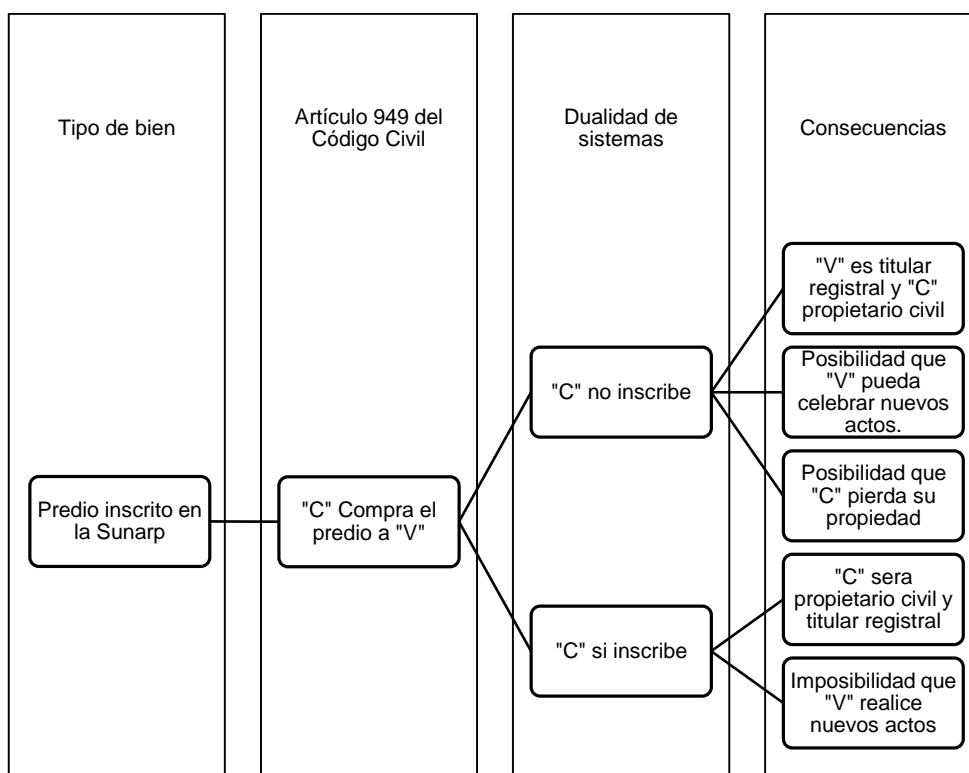 Tipo de bien
Artículo 949 del
Código Civil
Dualidad de
sistemas
Consecuencias
Predio inscrito en
la Sunarp
"C" Compra el
predio a "V"
"C" no inscribe
"C" si inscribe
"V" es titular
registral y "C"
propietario civil
Posibilidad que
"V" pueda
celebrar nuevos
actos.
Posibilidad que
"C" pierda su
propiedad
"C" sera
propietario civil y
titular registral
Imposibilidad que
"V" realice
nuevos actos